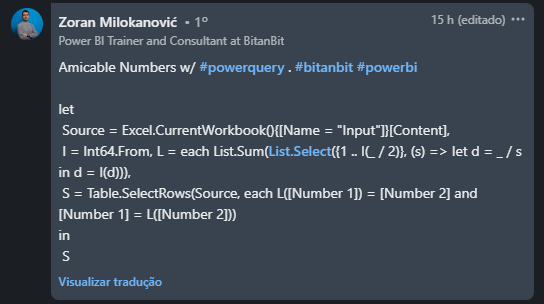 Zoran Milokanović • 1º
15 h (editado) •••
Power BI Trainer and Consultant at BitanBit
Amicable Numbers w/ #powerquery . #bitanbit #powerbi
let
Source = Excel.CurrentWorkbook(){[Name = "Input"]}[Content],
I = Int64.From, L = each List.Sum(List.Select({1 .. I(_ / 2)}, (s) => let d = _ / s
in d = I(d))),
S = Table.SelectRows(Source, each L([Number 1]) = [Number 2] and
[Number 1] = L([Number 2]))
in
S
Visualizar tradução